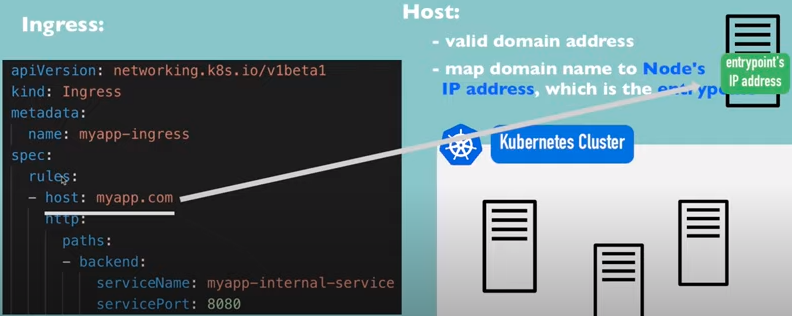 Ingress:
apiVersion: networking.k8s.io/v1beta1
kind: Ingress
metadata:
name: myapp-ingress
spec:
rules:
- host: myapp.com
http:
paths:
- backend:
serviceName: myapp-internal-service
servicePort: 8080
Host:
- valid domain address
- map domain name to Node's
IP address, which is the
entrypoint's
IP address
Kubernetes Cluster